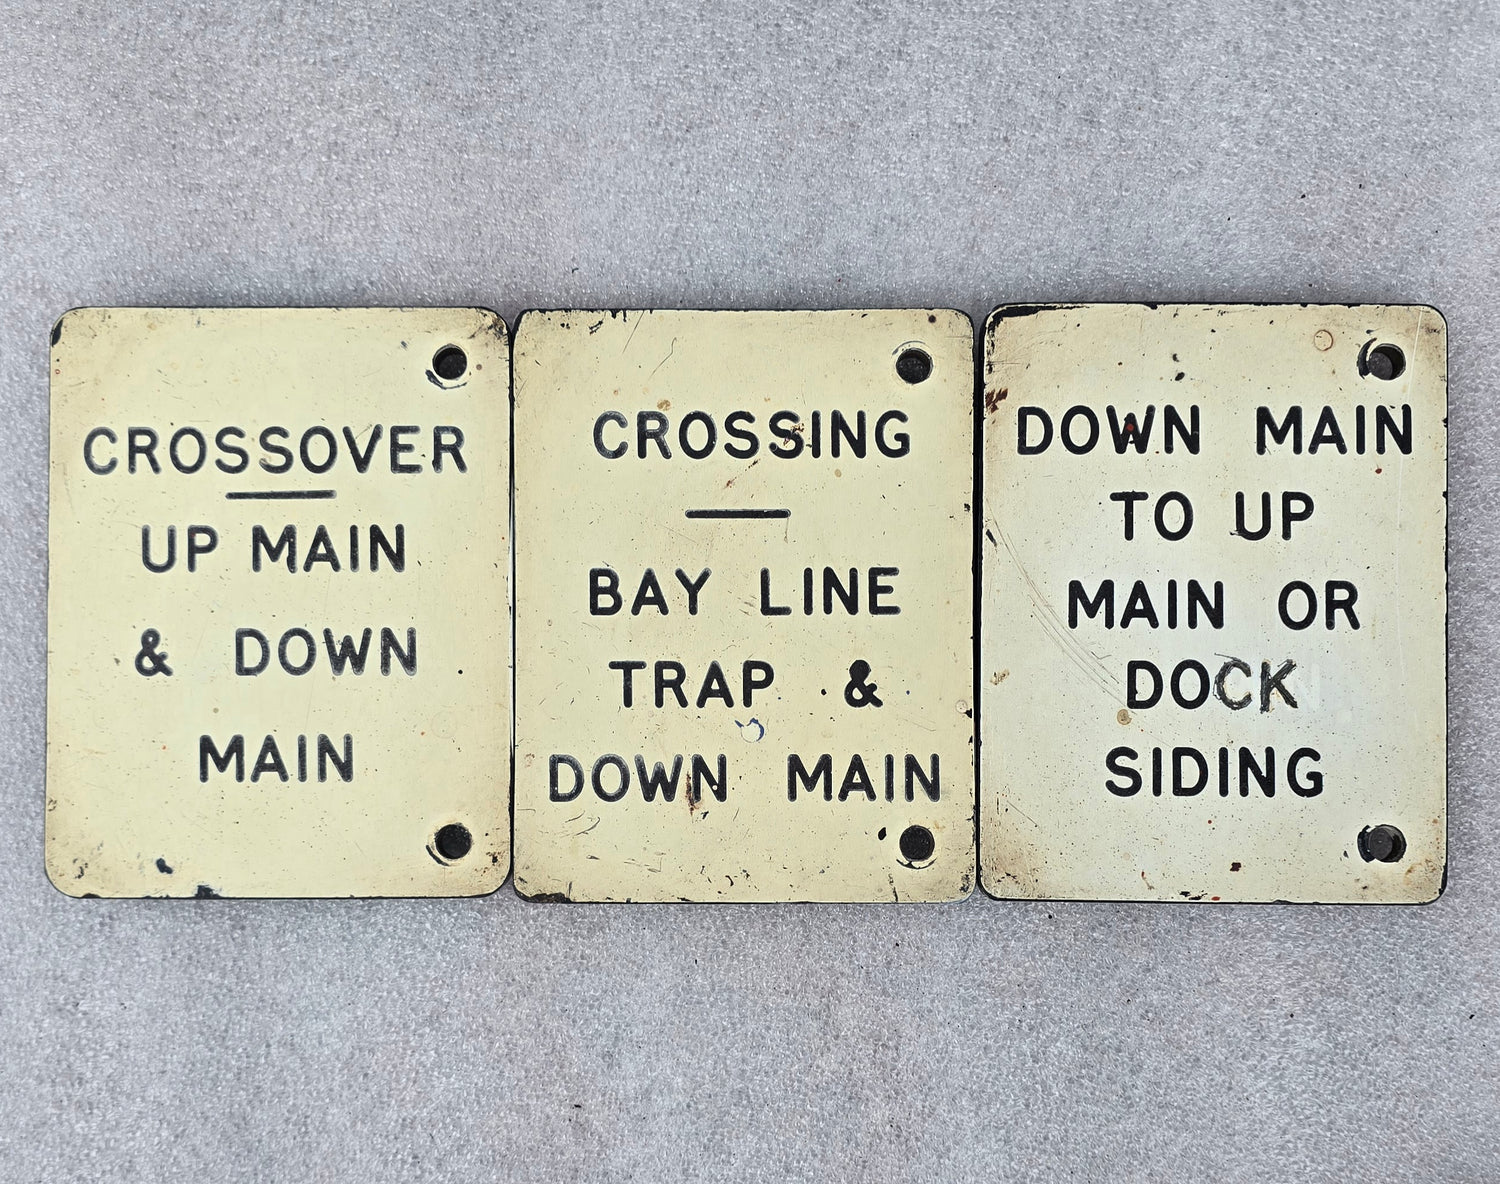 CROSSOVER
UP MAIN
& DOWN
MAIN
CROSSING
BAY LINE
TRAP &
DOWN MAIN
DOWN MAIN
TO UP
MAIN OR
DOCK
SIDING